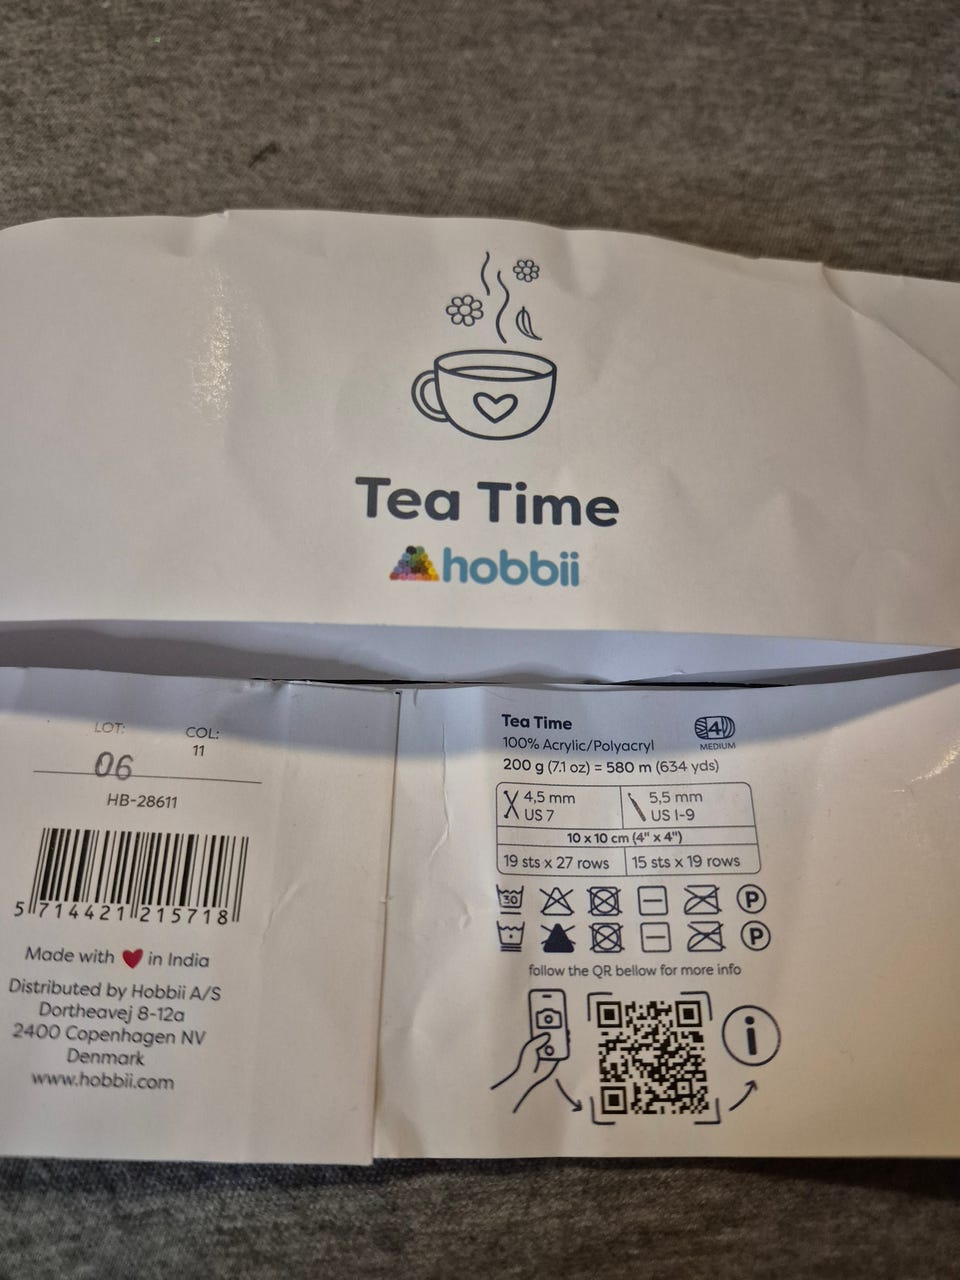 Tea Time
hobbii
LOT:
COL:
06
11
HB-28611
5 714421 215718
Made with ❤ in India
Distributed by Hobbii A/S
Dortheavej 8-12a
2400 Copenhagen NV
Denmark
www.hobbii.com
Tea Time
100% Acrylic/Polyacryl
200 g (7.1 oz) = 580 m (634 yds)
4
MEDIUM
4,5 mm
US 7
5,5 mm
US I-9
10 x 10 cm (4" x 4")
19 sts x 27 rows
15 sts x 19 rows
30
P
P
follow the QR bellow for more info
i